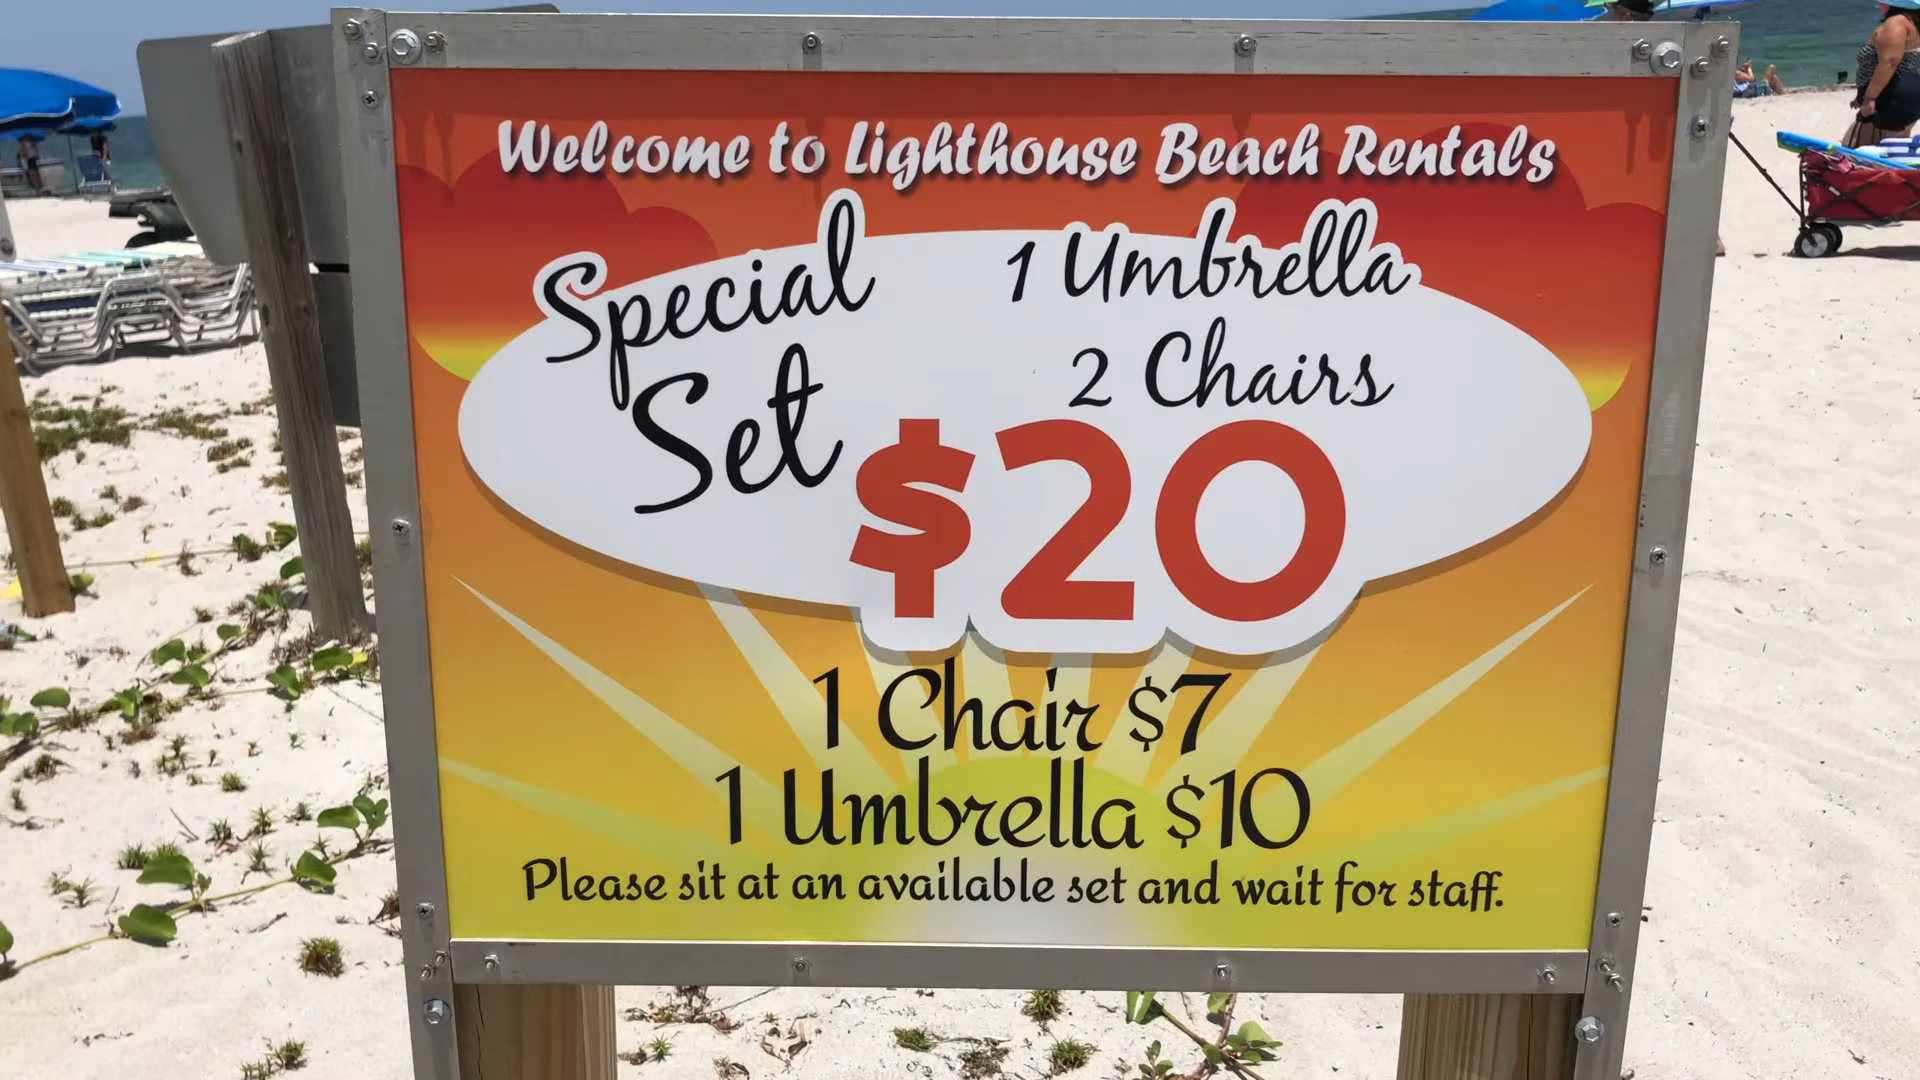 Welcome to Lighthouse Beach Rentals
Special
Set
1 Umbrella
2 Chairs
$20
1 Chair $7
1 Umbrella $10
Please sit at an available set and wait for staff.